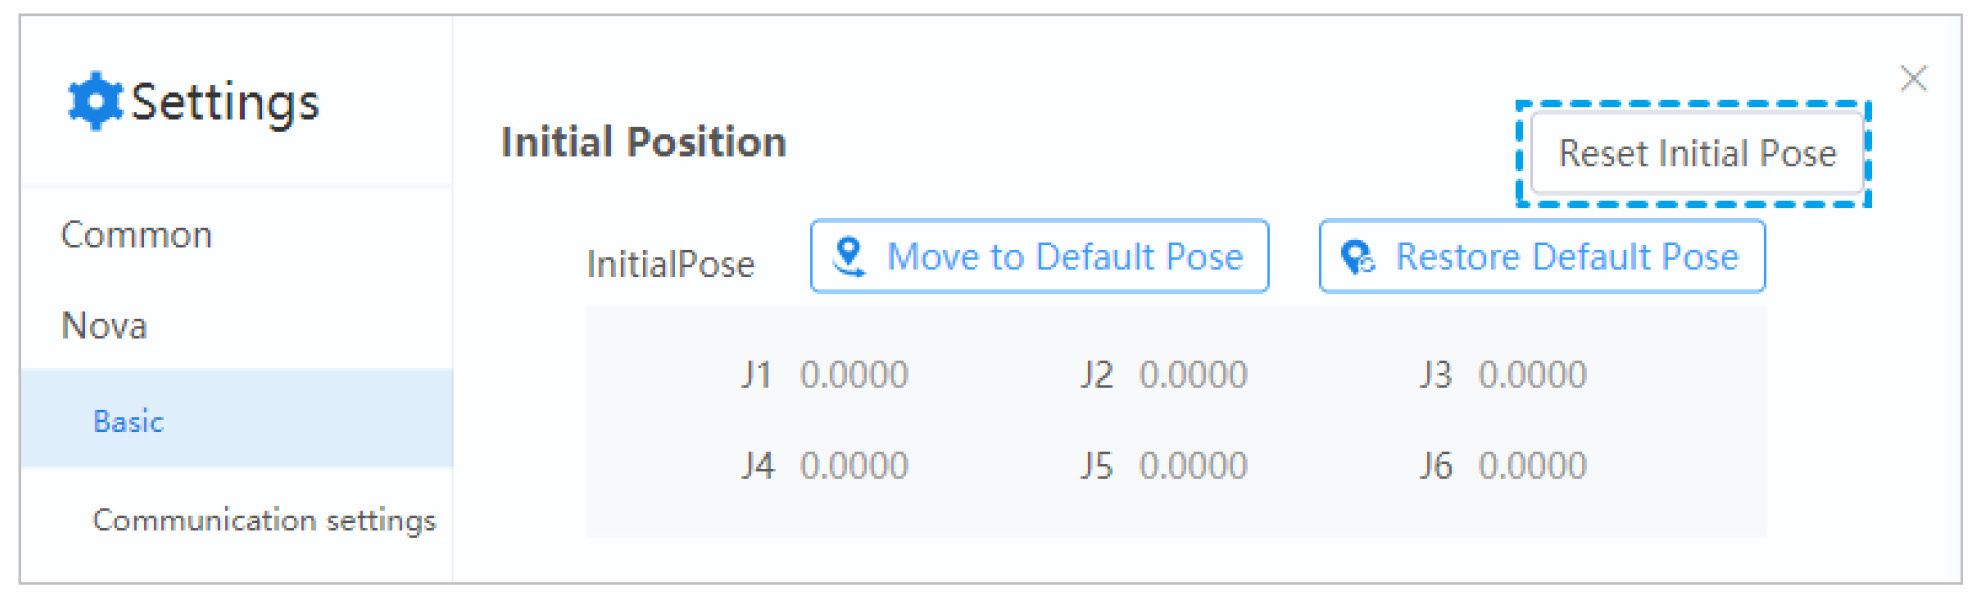 Settings
Common
Nova
Basic
Communication settings
Initial Position
Reset Initial Pose
InitialPose Move to Default Pose Restore Default Pose
J1 0.0000 J2 0.0000 J3 0.0000
J4 0.0000 J5 0.0000 J6 0.0000